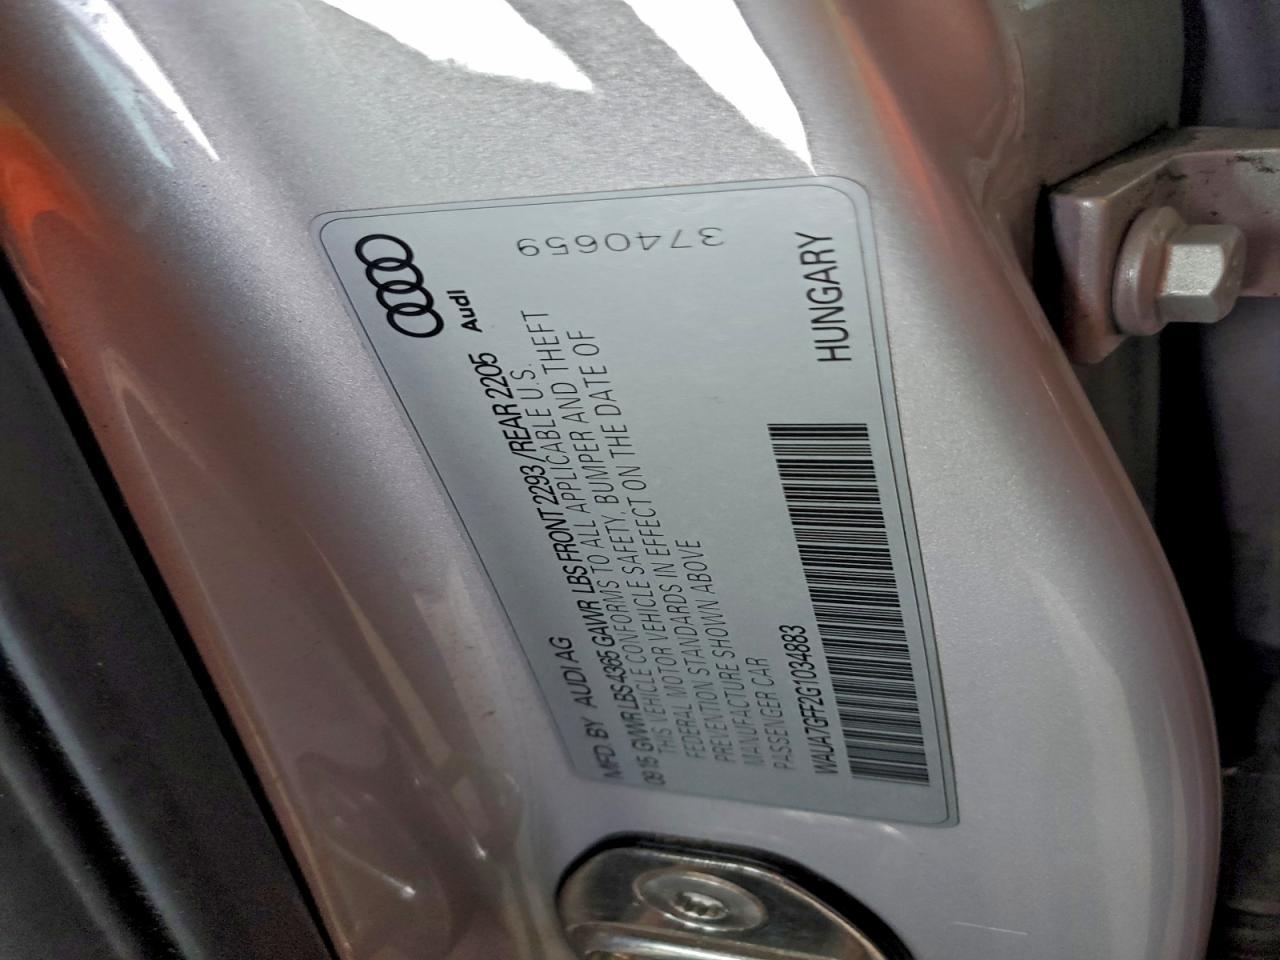 Audi
3740659
MFD. BY AUDI AG
09 15 GVWR LBS 4365 GAWR LBS FRONT 2293/REAR 2205
THIS VEHICLE CONFORMS TO ALL APPLICABLE U.S.
FEDERAL MOTOR VEHICLE SAFETY, BUMPER AND THEFT
PREVENTION STANDARDS IN EFFECT ON THE DATE OF
MANUFACTURE SHOWN ABOVE
PASSENGER CAR
WAUA7GFF2G1034883
HUNGARY